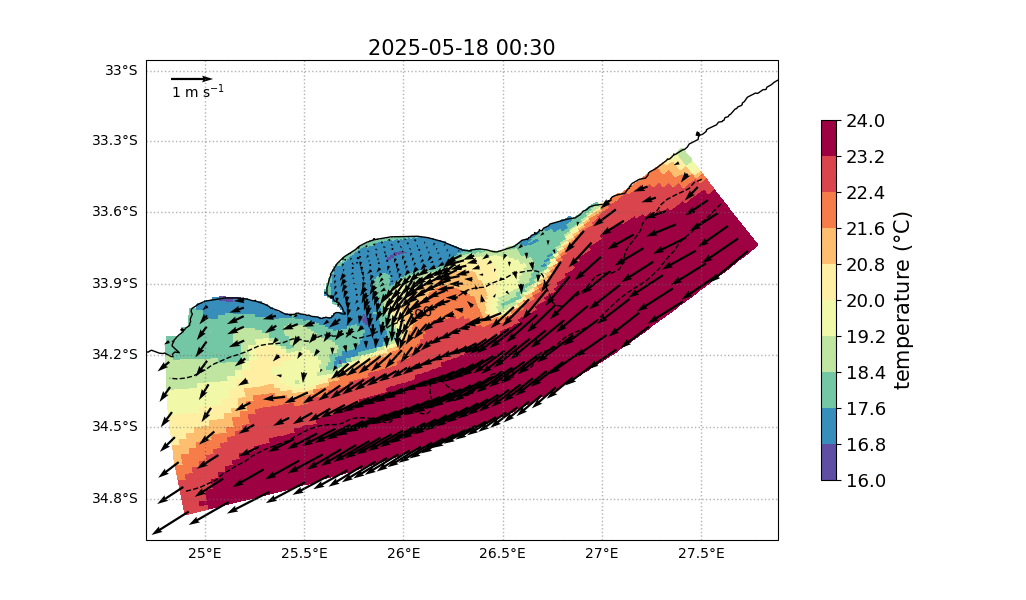 2025-05-18 00:30
1 m s⁻¹
33°S
33.3°S
33.6°S
33.9°S
34.2°S
34.5°S
34.8°S
25°E
25.5°E
26°E
26.5°E
27°E
27.5°E
24.0
23.2
22.4
21.6
20.8
20.0
19.2
18.4
17.6
16.8
16.0
temperature (°C)